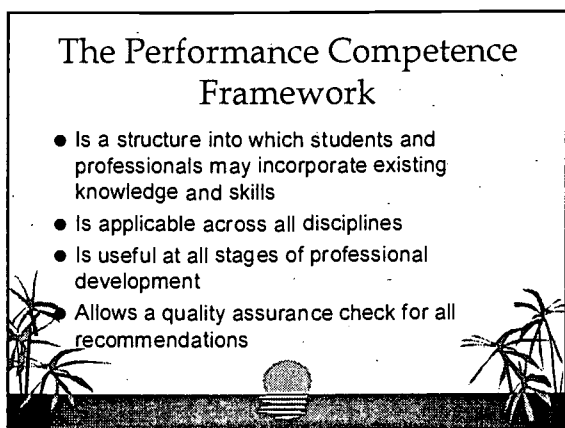 The Performance Competence
Framework
● Is a structure into which students and
professionals may incorporate existing
knowledge and skills
● Is applicable across all disciplines
● Is useful at all stages of professional
development
● Allows a quality assurance check for all
recommendations